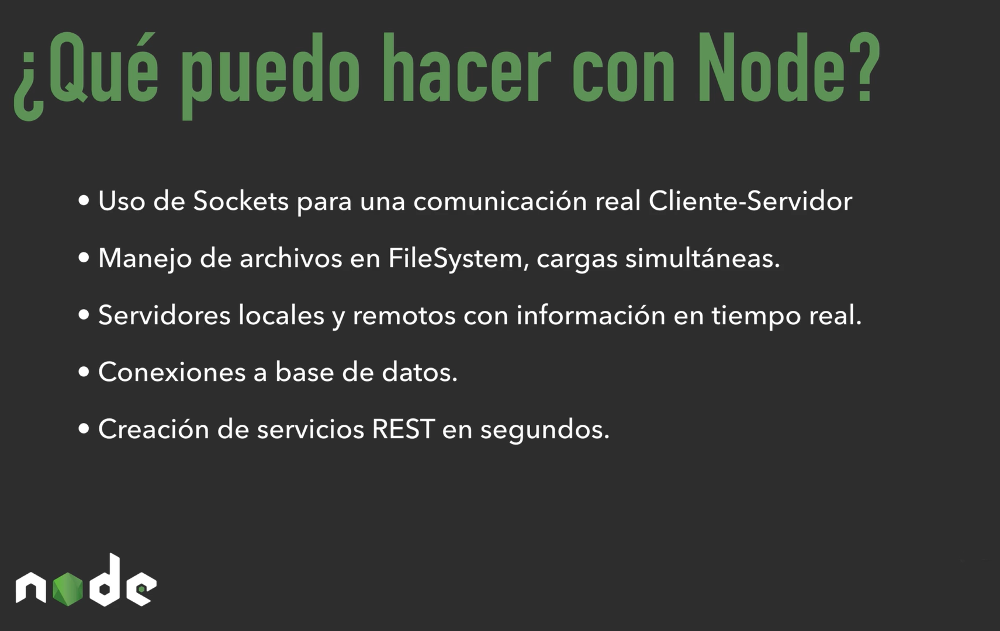 ¿Qué puedo hacer con Node?
• Uso de Sockets para una comunicación real Cliente-Servidor
• Manejo de archivos en FileSystem, cargas simultáneas.
• Servidores locales y remotos con información en tiempo real.
• Conexiones a base de datos.
• Creación de servicios REST en segundos.
node